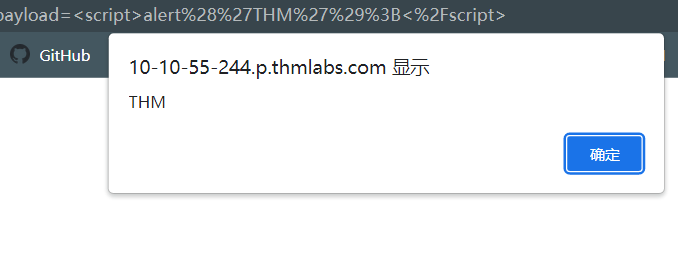 payload=<script>alert%28%27THM%27%29%3B<%2Fscript>
GitHub
10-10-55-244.p.thmlabs.com 显示
THM
确定